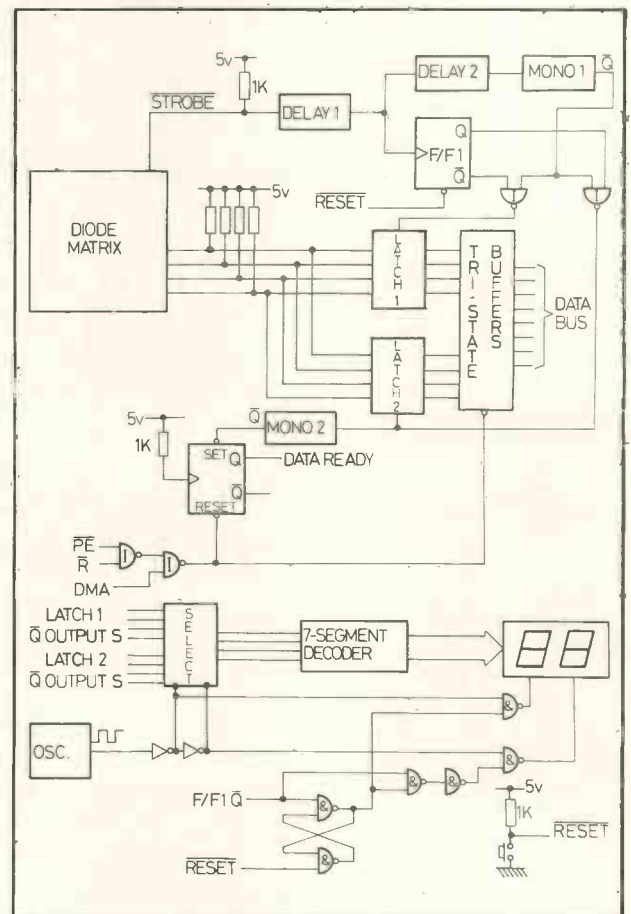 5v
1K
STROBE
DELAY 1
DELAY 2
MONO 1
Q̅
Q
F/F1
Q̅
RESET
5v
DIODE
MATRIX
LATCH 1
TRI-STATE
BUFFERS
DATA
BUS
LATCH 2
5v
1K
Q̅
MONO 2
SET Q
DATA READY
Q̅
RESET
PE
R
I
I
DMA
LATCH 1
Q̅ OUTPUT S
LATCH 2
Q̅ OUTPUT S
SELECT
7-SEGMENT
DECODER
88
OSC.
&
&
&
&
F/F1 Q̅
&
&
RESET
5v
1K
RESET